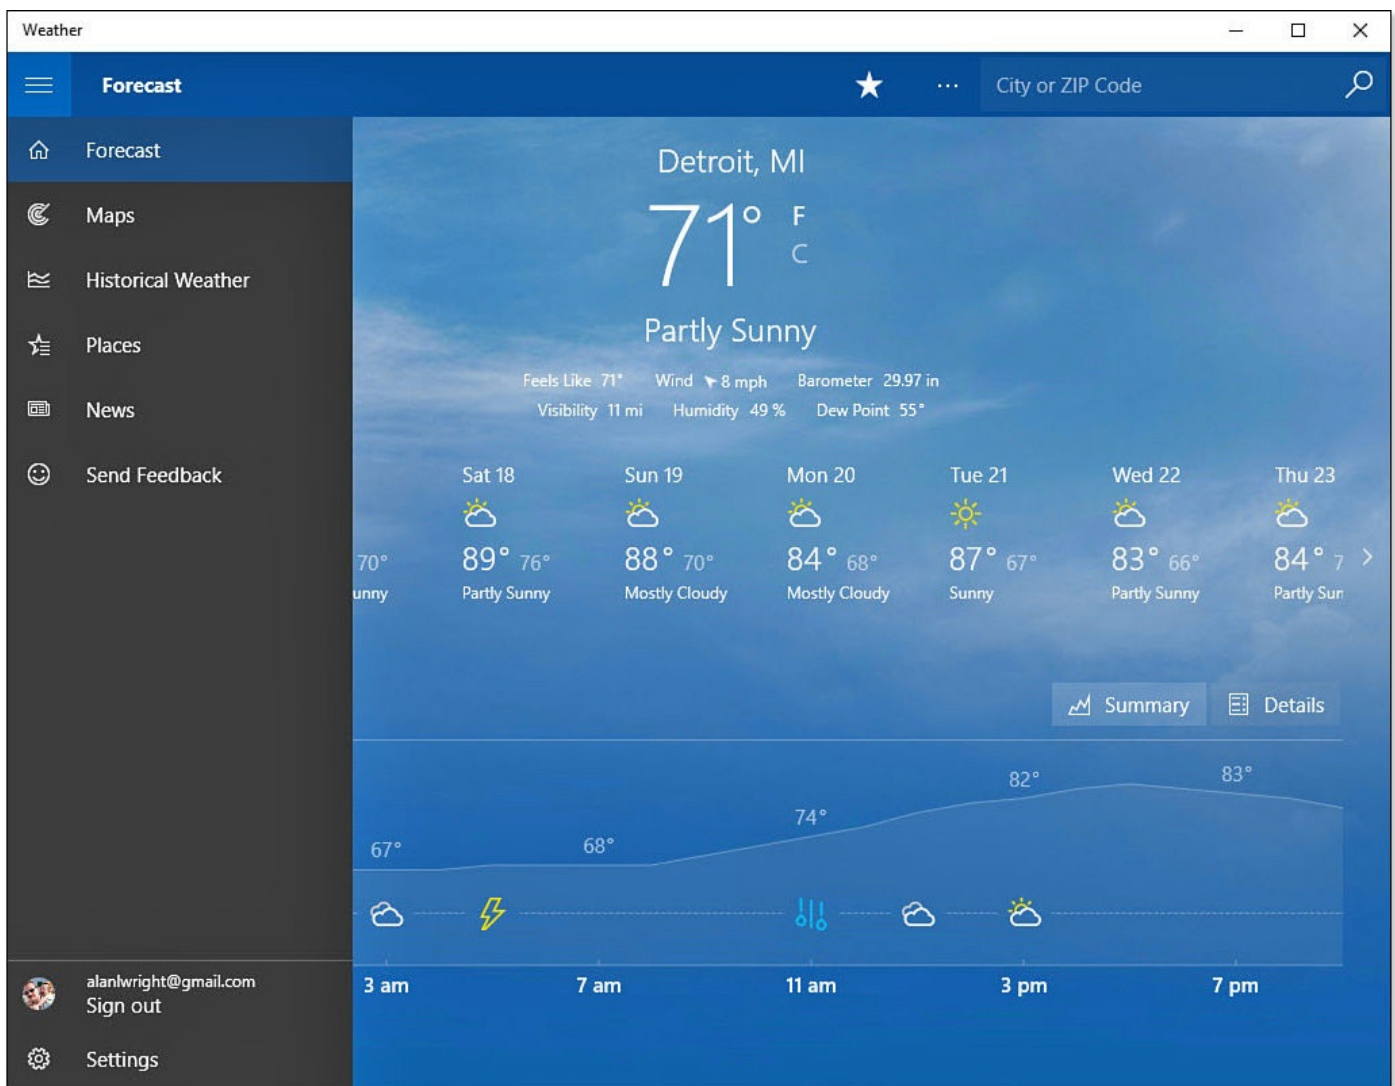 Weather
Forecast
City or ZIP Code
Forecast
Maps
Historical Weather
Places
News
Send Feedback
alanlwright@gmail.com
Sign out
Settings
Detroit, MI
71° F
C
Partly Sunny
Feels Like 71° Wind 8 mph Barometer 29.97 in
Visibility 11 mi Humidity 49 % Dew Point 55°
Sat 18 Sun 19 Mon 20 Tue 21 Wed 22 Thu 23
70° 89° 76° 88° 70° 84° 68° 87° 67° 83° 66° 84° 7
unny Partly Sunny Mostly Cloudy Mostly Cloudy Sunny Partly Sunny Partly Sun
Summary Details
67° 68° 74° 82° 83°
3 am 7 am 11 am 3 pm 7 pm